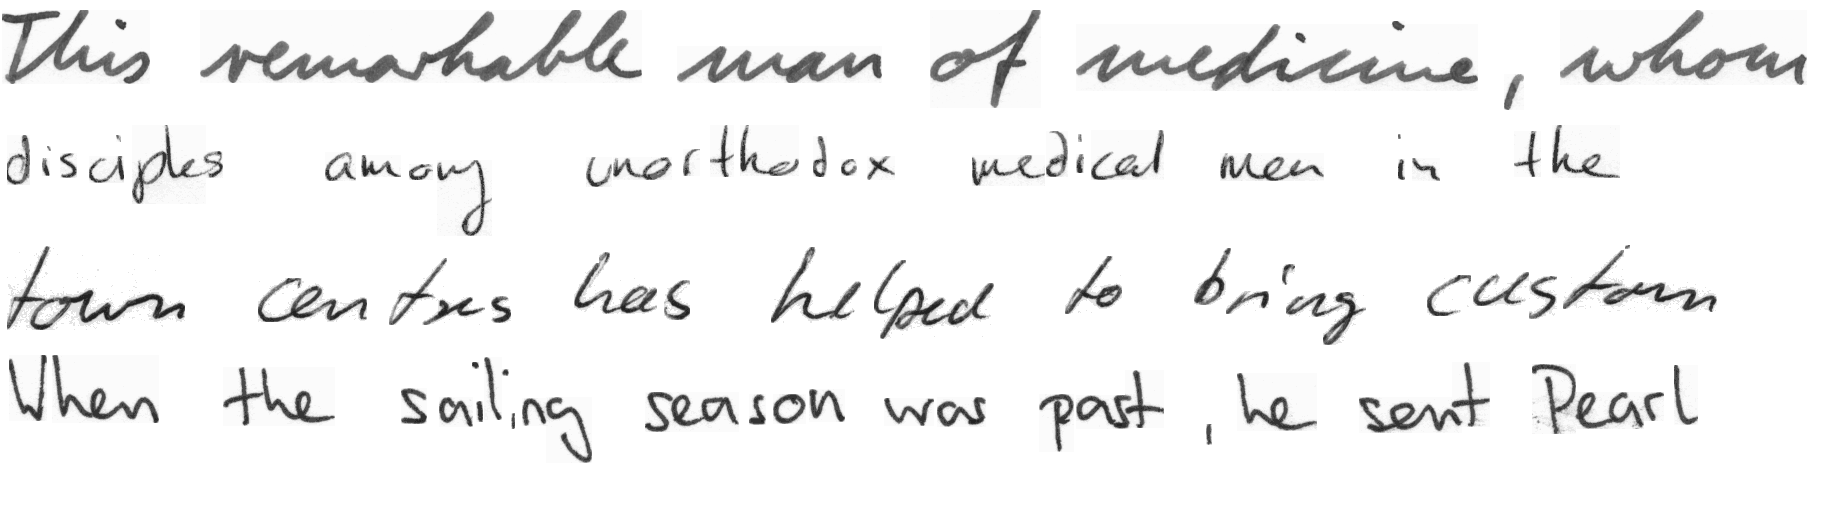 This remarkable man of medicine, whom
disciples among unorthodox medical men in the
town centres has helped to bring custom
When the sailing season was past, he sent Pearl